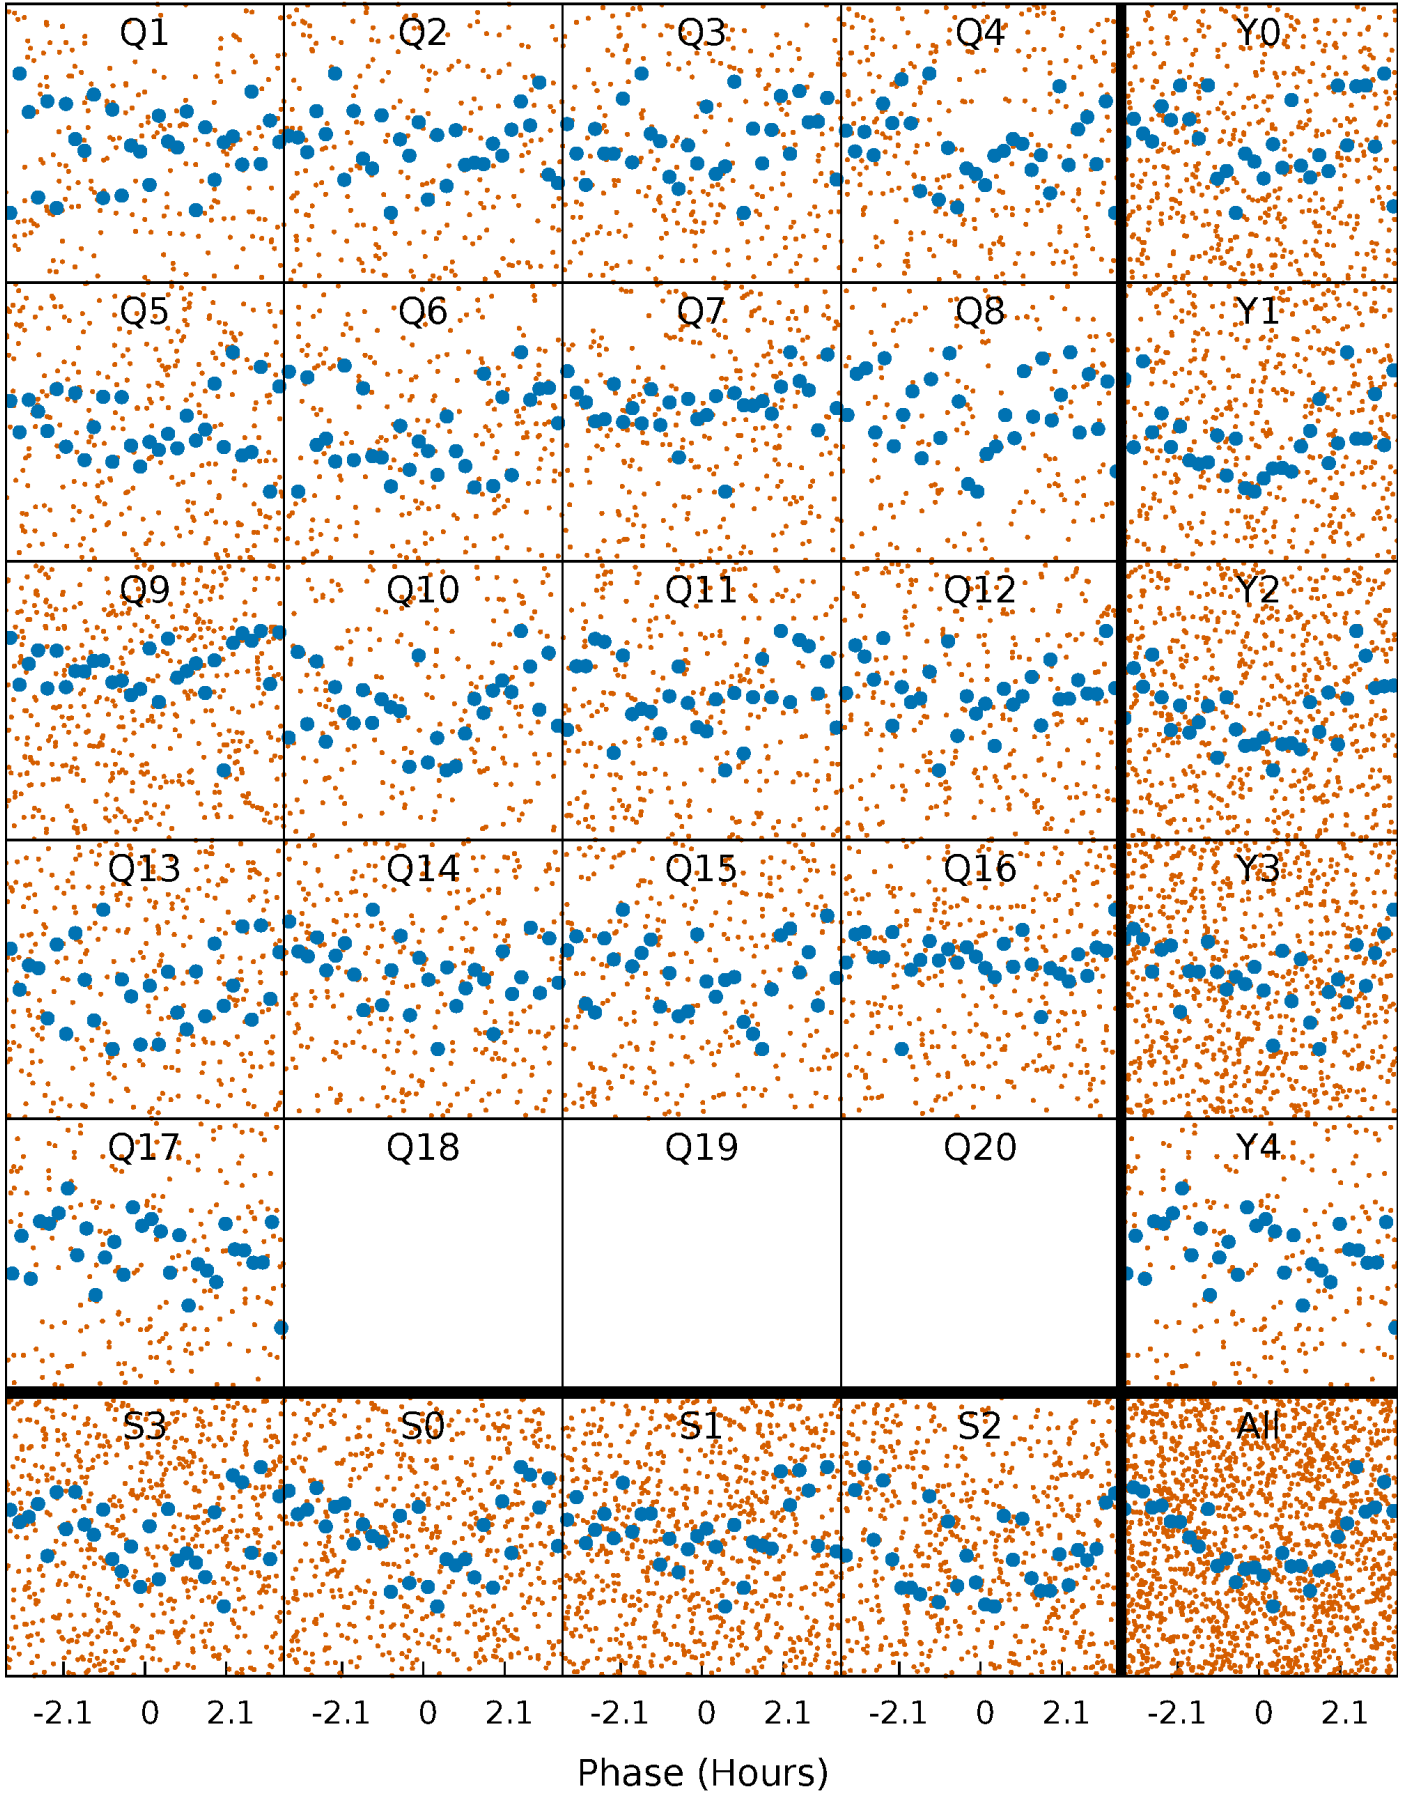 Q1 Q2 Q3 Q4 Y0
Q5 Q6 Q7 Q8 Y1
Q9 Q10 Q11 Q12 Y2
Q13 Q14 Q15 Q16 Y3
Q17 Q18 Q19 Q20 Y4
S3 S0 S1 S2 All
-2.1 0 2.1 -2.1 0 2.1 -2.1 0 2.1 -2.1 0 2.1 -2.1 0 2.1
Phase (Hours)